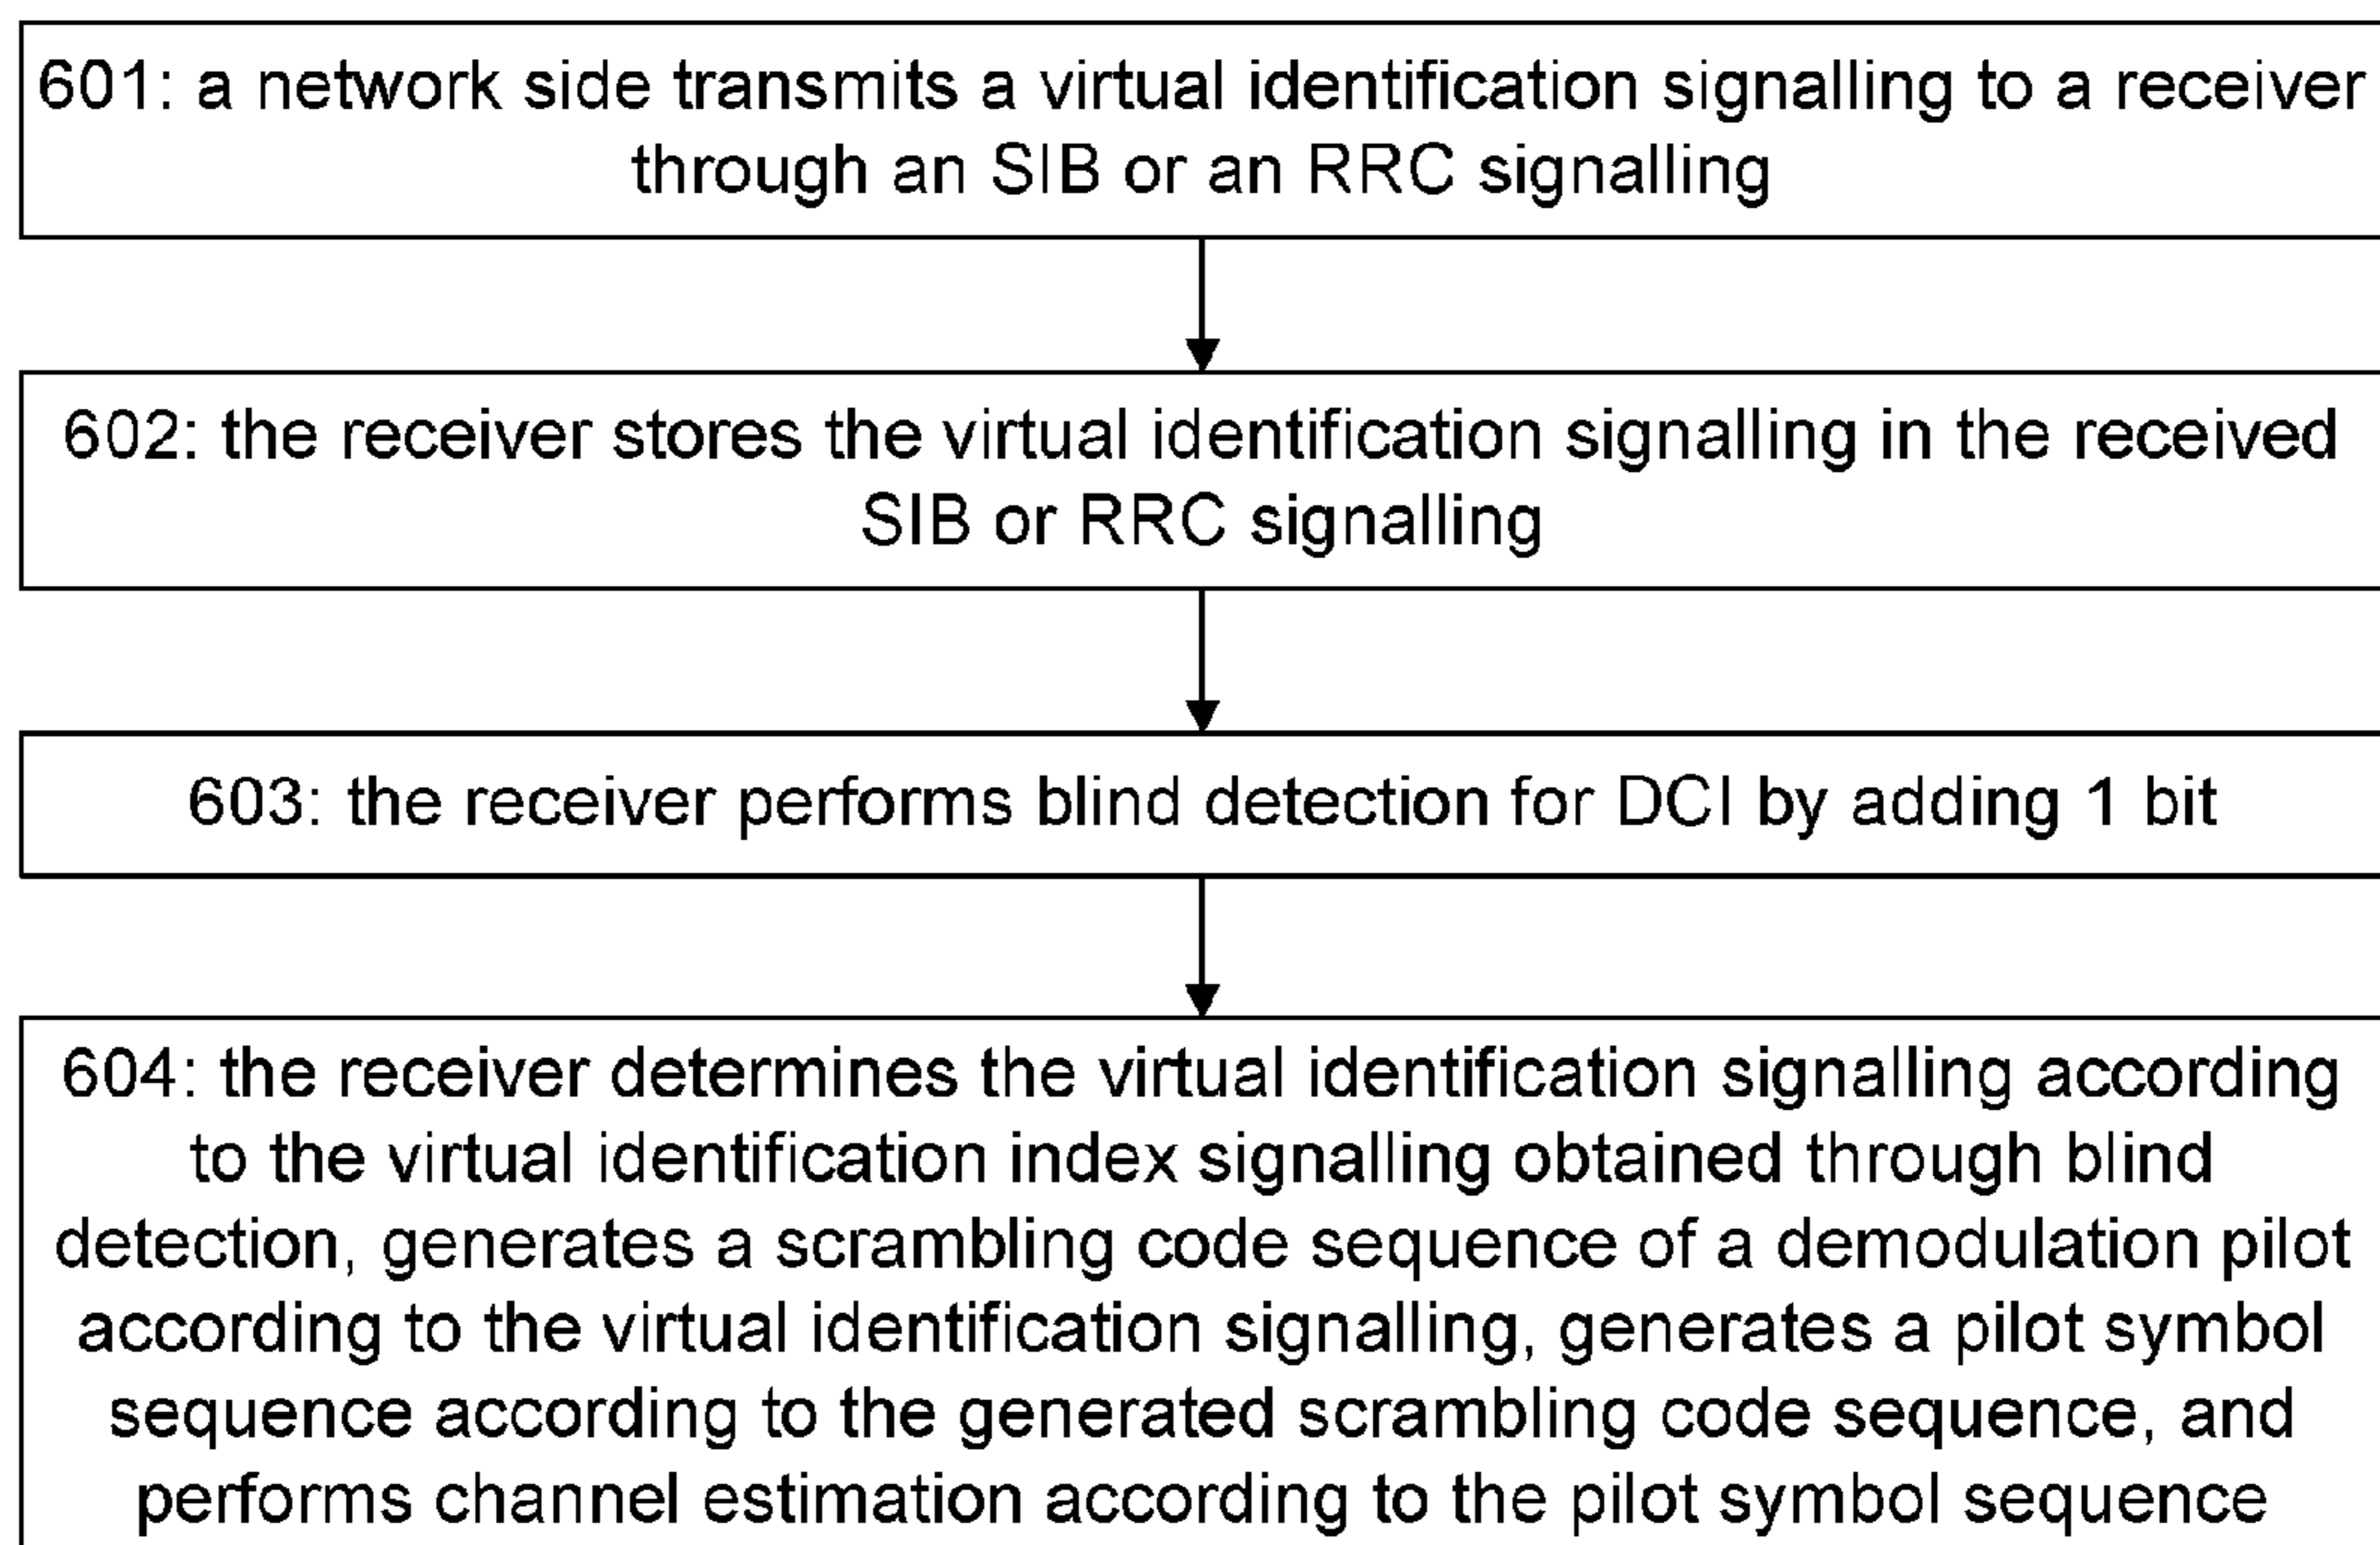 601: a network side transmits a virtual identification signalling to a receiver
through an SIB or an RRC signalling
602: the receiver stores the virtual identification signalling in the received
SIB or RRC signalling
603: the receiver performs blind detection for DCI by adding 1 bit
604: the receiver determines the virtual identification signalling according
to the virtual identification index signalling obtained through blind
detection, generates a scrambling code sequence of a demodulation pilot
according to the virtual identification signalling, generates a pilot symbol
sequence according to the generated scrambling code sequence, and
performs channel estimation according to the pilot symbol sequence